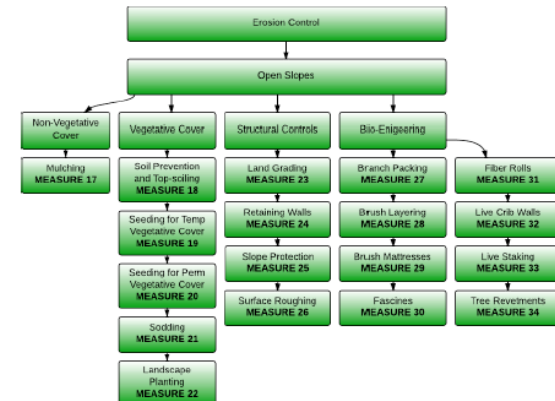 Erosion Control
Open Slopes
Non-Vegetative
Cover
Mulching
MEASURE 17
Vegetative Cover
Soil Prevention
and Top-soiling
MEASURE 18
Seeding for Temp
Vegetative Cover
MEASURE 19
Seeding for Perm
Vegetative Cover
MEASURE 20
Sodding
MEASURE 21
Landscape
Planting
MEASURE 22
Structural Controls
Land Grading
MEASURE 23
Retaining Walls
MEASURE 24
Slope Protection
MEASURE 25
Surface Roughing
MEASURE 26
Biio-Enigeering
Branch Packing
MEASURE 27
Brush Layering
MEASURE 28
Brush Mattresses
MEASURE 29
Fascines
MEASURE 30
Fiber Rolls
MEASURE 31
Live Crib Walls
MEASURE 32
Live Staking
MEASURE 33
Tree Revetments
MEASURE 34